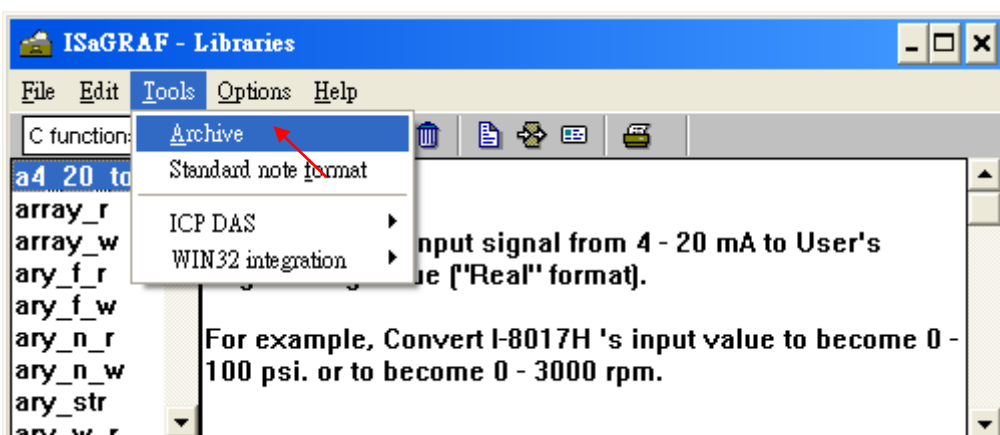 ISaGRAF - Libraries
File Edit Tools Options Help
C function
Archive
Standard note format
ICP DAS
WIN32 integration
a4_20_to
array_r
array_w
ary_f_r
ary_f_w
ary_n_r
ary_n_w
ary_str
ary_w_r
nput signal from 4 - 20 mA to User's
ue ("Real" format).
For example, Convert I-8017H 's input value to become 0 -
100 psi. or to become 0 - 3000 rpm.